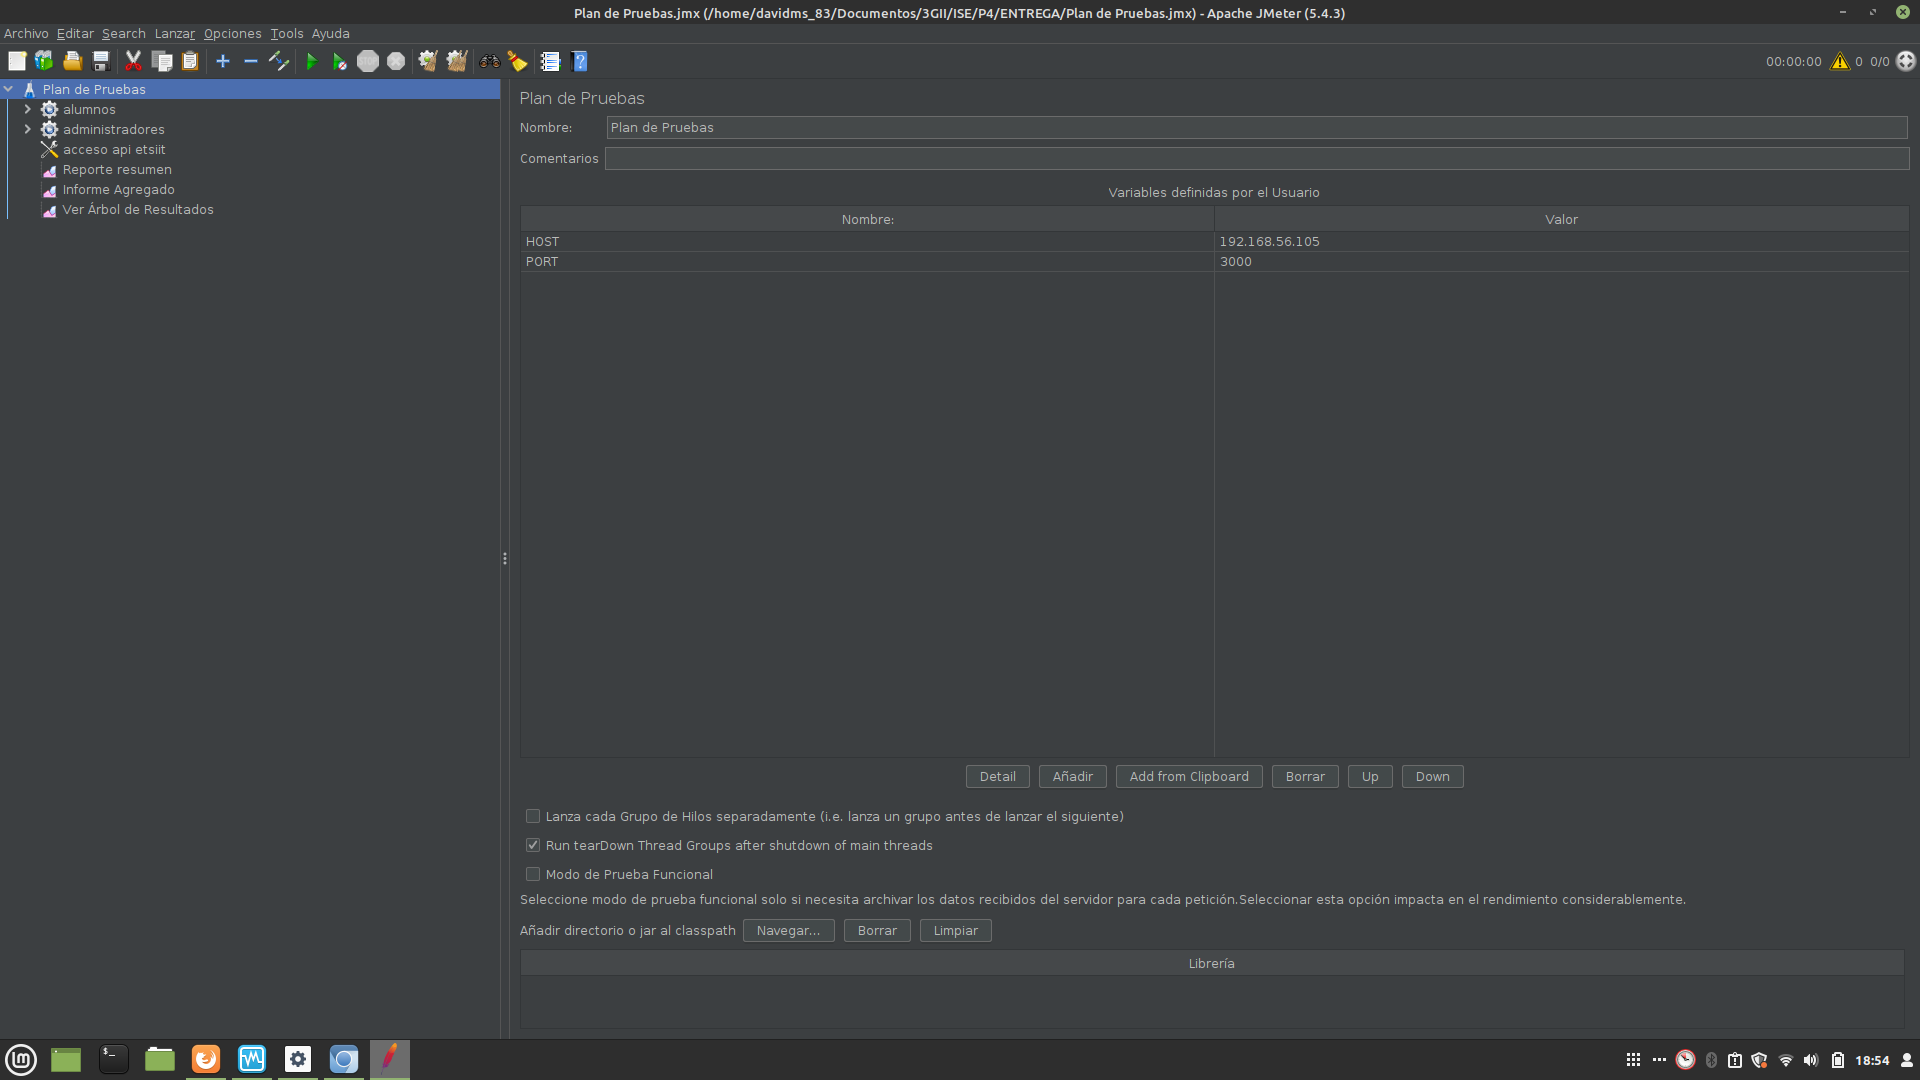 Plan de Pruebas.jmx (/home/davidms_83/Documentos/3GII/ISE/P4/ENTREGA/Plan de Pruebas.jmx) - Apache JMeter (5.4.3)
Archivo Editar Search Lanzar Opciones Tools Ayuda
00:00:00 0 0/0
Plan de Pruebas
alumnos
administradores
acceso api etsiit
Reporte resumen
Informe Agregado
Ver Árbol de Resultados
Plan de Pruebas
Nombre: Plan de Pruebas
Comentarios
Variables definidas por el Usuario
Nombre: Valor
HOST 192.168.56.105
PORT 3000
Detail Añadir Add from Clipboard Borrar Up Down
Lanza cada Grupo de Hilos separadamente (i.e. lanza un grupo antes de lanzar el siguiente)
Run tearDown Thread Groups after shutdown of main threads
Modo de Prueba Funcional
Seleccione modo de prueba funcional solo si necesita archivar los datos recibidos del servidor para cada petición.Seleccionar esta opción impacta en el rendimiento considerablemente.
Añadir directorio o jar al classpath Navegar... Borrar Limpiar
Librería
18:54